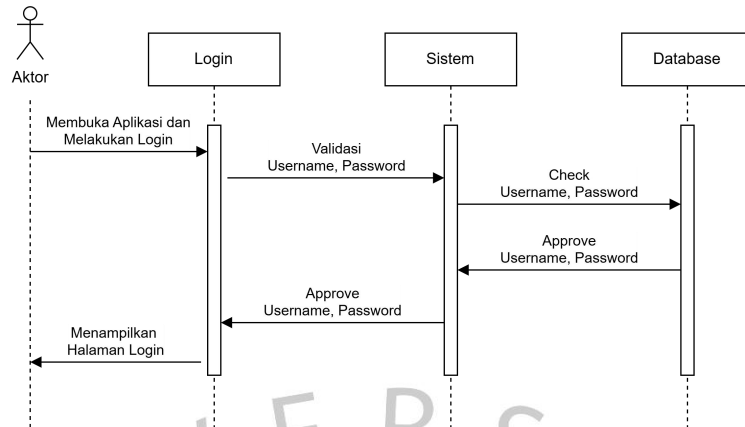 Aktor
Login
Sistem
Database
Membuka Aplikasi dan
Melakukan Login
Validasi
Username, Password
Check
Username, Password
Approve
Username, Password
Approve
Username, Password
Menampilkan
Halaman Login